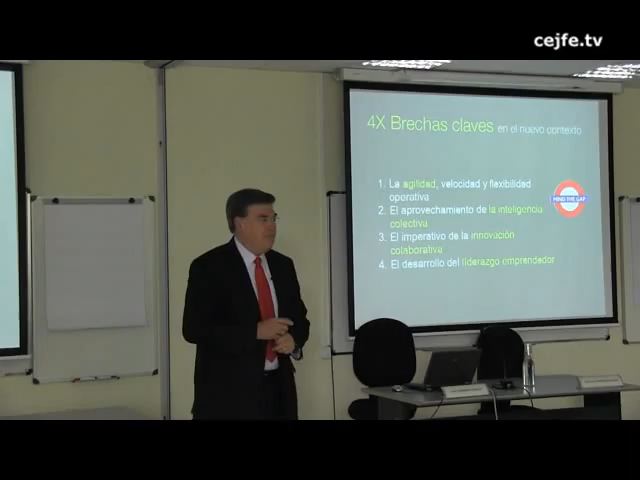 cejfe.tv
4X Brechas claves en el nuevo contexto
1. La agilidad, velocidad y flexibilidad
operativa
2. El aprovechamiento de la inteligencia
colectiva
3. El imperativo de la innovación
colaborativa
4. El desarrollo del liderazgo emprendedor
MIND THE GAP